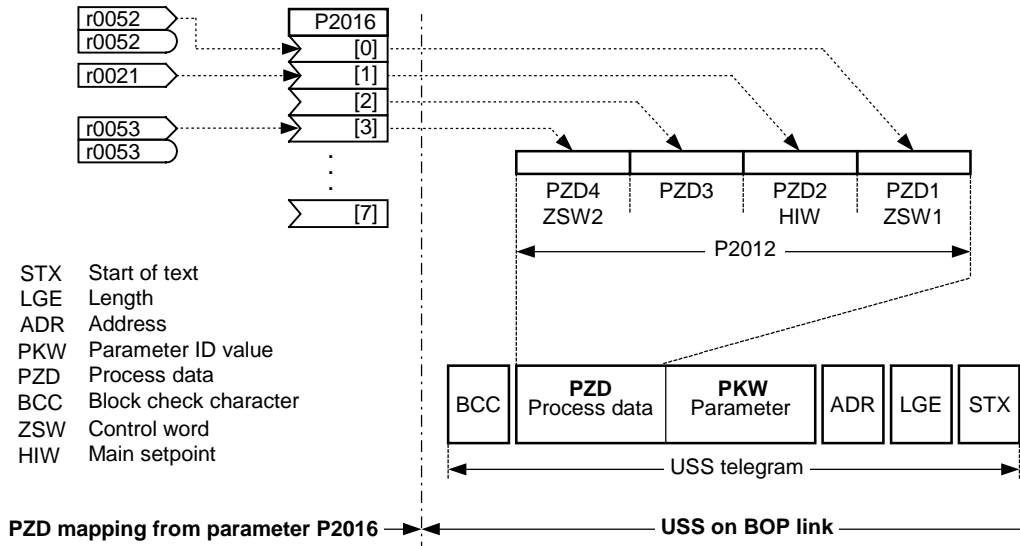 r0052
r0052
r0021
r0053
r0053
P2016
[0]
[1]
[2]
[3]
[7]
PZD4 PZD3 PZD2 PZD1
ZSW2 HIW ZSW1
P2012
STX Start of text
LGE Length
ADR Address
PKW Parameter ID value
PZD Process data
BCC Block check character
ZSW Control word
HIW Main setpoint
BCC
PZD
Process data
PKW
Parameter
ADR
LGE
STX
USS telegram
PZD mapping from parameter P2016
USS on BOP link